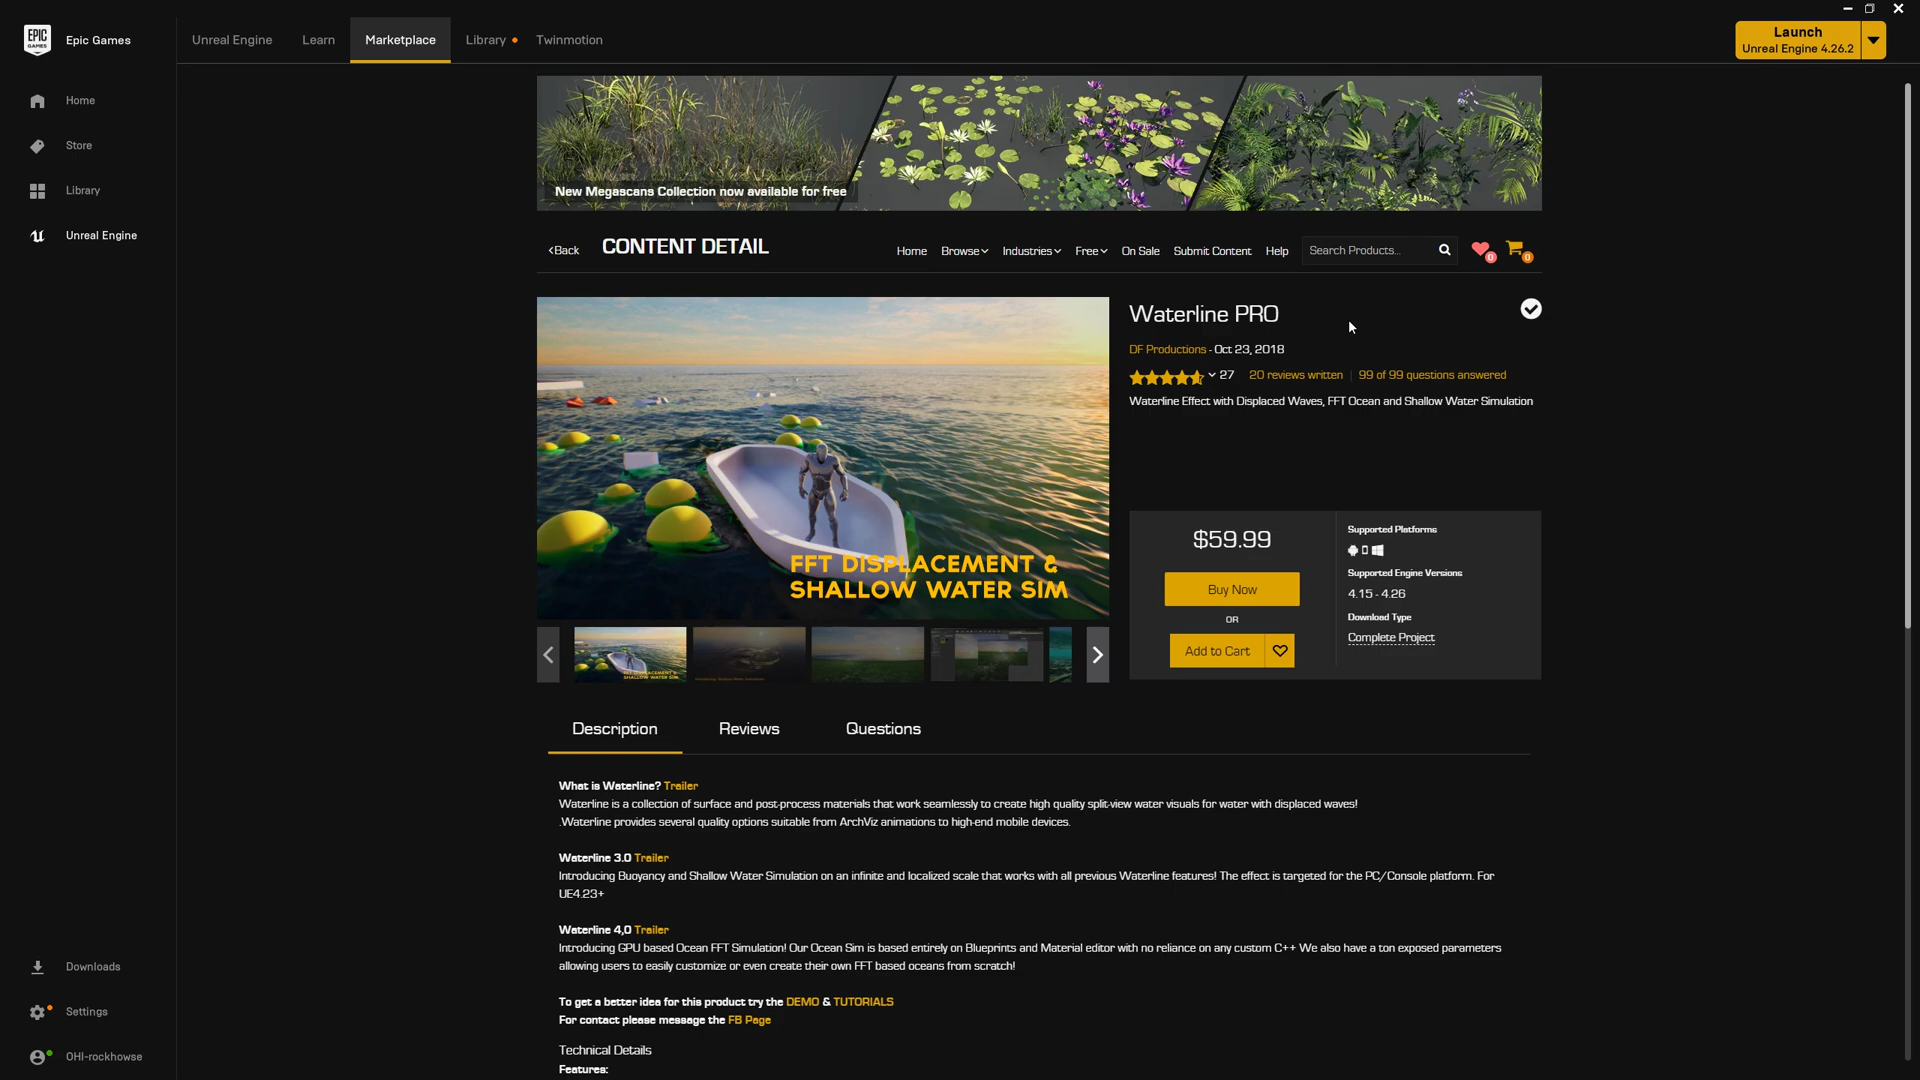 EPIC GAMES
Epic Games
Unreal Engine
Learn
Marketplace
Library
Twinmotion
Launch
Unreal Engine 4.26.2
Home
Store
Library
Unreal Engine
New Megascans Collection now available for free
Back
CONTENT DETAIL
Home
Browse
Industries
Free
On Sale
Submit Content
Help
Search Products...
0
0
FFT DISPLACEMENT &
SHALLOW WATER SIM
Waterline PRO
DF Productions - Oct 23, 2018
27
20 reviews written
99 of 99 questions answered
Waterline Effect with Displaced Waves, FFT Ocean and Shallow Water Simulation
$59.99
Buy Now
OR
Add to Cart
Supported Platforms
Supported Engine Versions
4.15 - 4.26
Download Type
Complete Project
Description
Reviews
Questions
What is Waterline? Trailer
Waterline is a collection of surface and post-process materials that work seamlessly to create high quality split-view water visuals for water with displaced waves!
.Waterline provides several quality options suitable from ArchViz animations to high-end mobile devices.
Waterline 3.0 Trailer
Introducing Buoyancy and Shallow Water Simulation on an infinite and localized scale that works with all previous Waterline features! The effect is targeted for the PC/Console platform. For
UE4.23+
Waterline 4,0 Trailer
Introducing GPU based Ocean FFT Simulation! Our Ocean Sim is based entirely on Blueprints and Material editor with no reliance on any custom C++ We also have a ton exposed parameters
allowing users to easily customize or even create their own FFT based oceans from scratch!
To get a better idea for this product try the DEMO & TUTORIALS
For contact please message the FB Page
Technical Details
Features:
Downloads
Settings
OHI-rockhowse